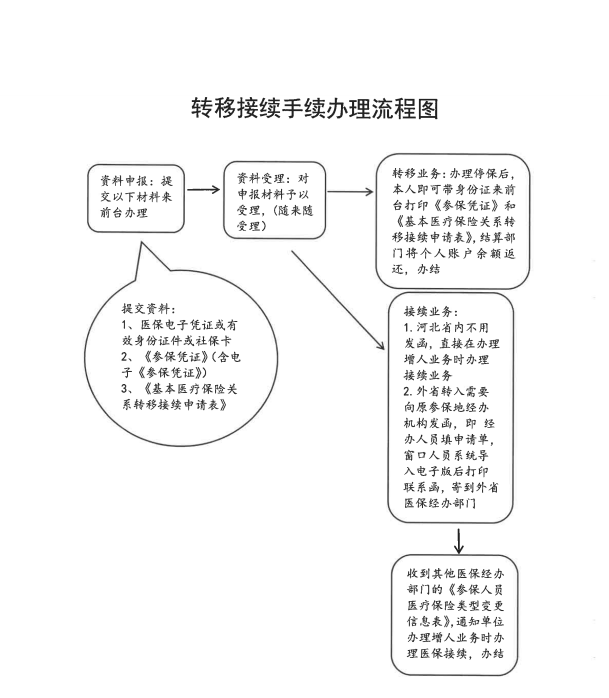 转移接续手续办理流程图
资料申报：提
交以下材料来
前台办理
资料受理：对
申报材料予以
受理，（随来随
受理）
转移业务：办理停保后，
本人即可带身份证来前
台打印《参保凭证》和
《基本医疗保险关系转
移接续申请表》，结算部
门将个人账户余额返
还，办结
提交资料：
1、医保电子凭证或有
效身份证件或社保卡
2、《参保凭证》（含电
子《参保凭证》）
3、《基本医疗保险关
系转移接续申请表》
接续业务：
1.河北省内不用
发函，直接在办理
增人业务时办理
接续业务
2.外省转入需要
向原参保地经办
机构发函，即 经
办人员填申请单，
窗口人员系统导
入电子版后打印
联系函，寄到外省
医保经办部门
收到其他医保经办
部门的《参保人员
医疗保险类型变更
信息表》，通知单位
办理增人业务时办
理医保接续，办结